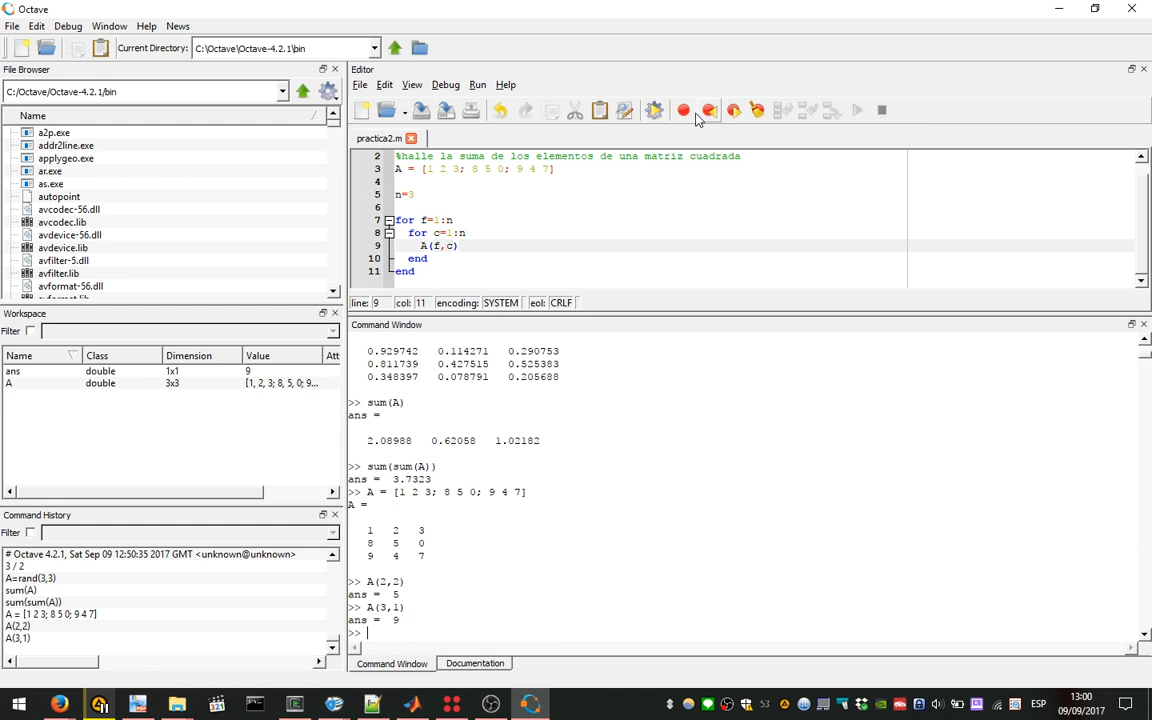 Octave
File Edit Debug Window Help News
Current Directory: C:\Octave\Octave-4.2.1\bin
File Browser
C:/Octave/Octave-4.2.1/bin
Name
a2p.exe
addr2line.exe
applygeo.exe
ar.exe
as.exe
autopoint
avcodec-56.dll
avcodec.lib
avdevice-56.dll
avdevice.lib
avfilter-5.dll
avfilter.lib
avformat-56.dll
Workspace
Filter
Name Class Dimension Value Att
ans double 1x1 9
A double 3x3 [1, 2, 3; 8, 5, 0; 9...
Command History
Filter
# Octave 4.2.1, Sat Sep 09 12:50:35 2017 GMT <unknown@unknown>
3 / 2
A=rand(3,3)
sum(A)
sum(sum(A))
A = [1 2 3; 8 5 0; 9 4 7]
A(2,2)
A(3,1)
Editor
File Edit View Debug Run Help
practica2.m
2 %halle la suma de los elementos de una matriz cuadrada
3 A = [1 2 3; 8 5 0; 9 4 7]
4
5 n=3
6
7 for f=1:n
8 for c=1:n
9 A(f,c)
10 end
11 end
line: 9 col: 11 encoding: SYSTEM eol: CRLF
Command Window
0.929742 0.114271 0.290753
0.811739 0.427515 0.525383
0.348397 0.078791 0.205688
>> sum(A)
ans =
2.08988 0.62058 1.02182
>> sum(sum(A))
ans = 3.7323
>> A = [1 2 3; 8 5 0; 9 4 7]
A =
1 2 3
8 5 0
9 4 7
>> A(2,2)
ans = 5
>> A(3,1)
ans = 9
>>
Command Window Documentation
321
53
ESP
13:00
09/09/2017